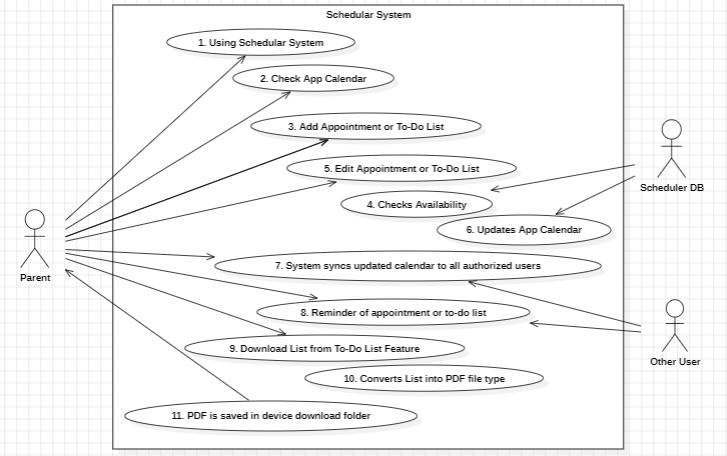 Schedular System
1. Using Schedular System
2. Check App Calendar
3. Add Appointment or To-Do List
5. Edit Appointment or To-Do List
4. Checks Availability
6. Updates App Calendar
Scheduler DB
Parent
7. System syncs updated calendar to all authorized users
8. Reminder of appointment or to-do list
9. Download List from To-Do List Feature
Other User
10. Converts List into PDF file type
11. PDF is saved in device download folder